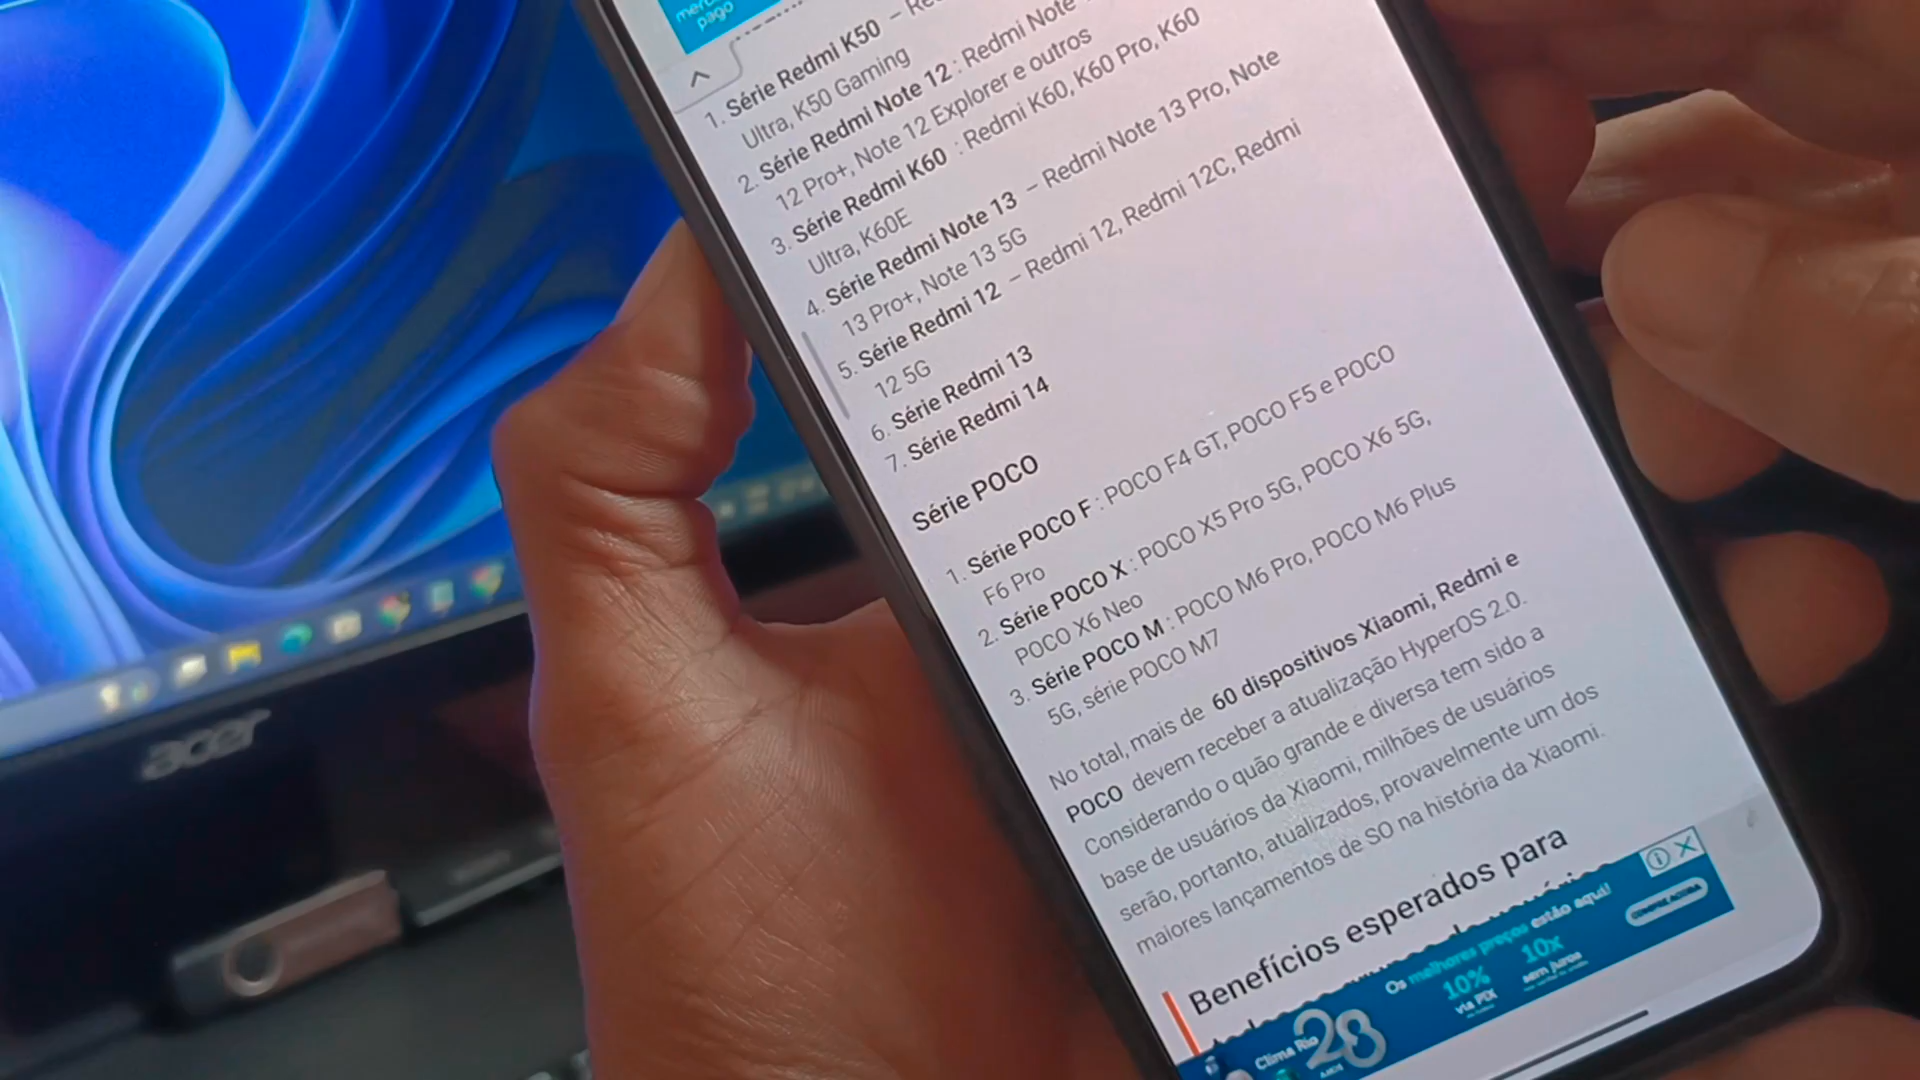 pago
1. Série Redmi K50 –
Ultra, K50 Gaming
2. Série Redmi Note 12 : Redmi Note
12 Pro+, Note 12 Explorer e outros
3. Série Redmi K60 : Redmi K60, K60 Pro, K60
Ultra, K60E
4. Série Redmi Note 13 – Redmi Note 13 Pro, Note
13 Pro+, Note 13 5G
5. Série Redmi 12 – Redmi 12, Redmi 12C, Redmi
12 5G
6. Série Redmi 13
7. Série Redmi 14
Série POCO
1. Série POCO F : POCO F4 GT, POCO F5 e POCO
F6 Pro
2. Série POCO X : POCO X5 Pro 5G, POCO X6 5G,
POCO X6 Neo
3. Série POCO M : POCO M6 Pro, POCO M6 Plus
5G, série POCO M7
No total, mais de 60 dispositivos Xiaomi, Redmi e
POCO devem receber a atualização HyperOS 2.0.
Considerando o quão grande e diversa tem sido a
base de usuários da Xiaomi, milhões de usuários
serão, portanto, atualizados, provavelmente um dos
maiores lançamentos de SO na história da Xiaomi.
Benefícios esperados para
Clima Rio
28
Os melhores preços estão aqui!
10%
via PIX
10x
sem juros
acer